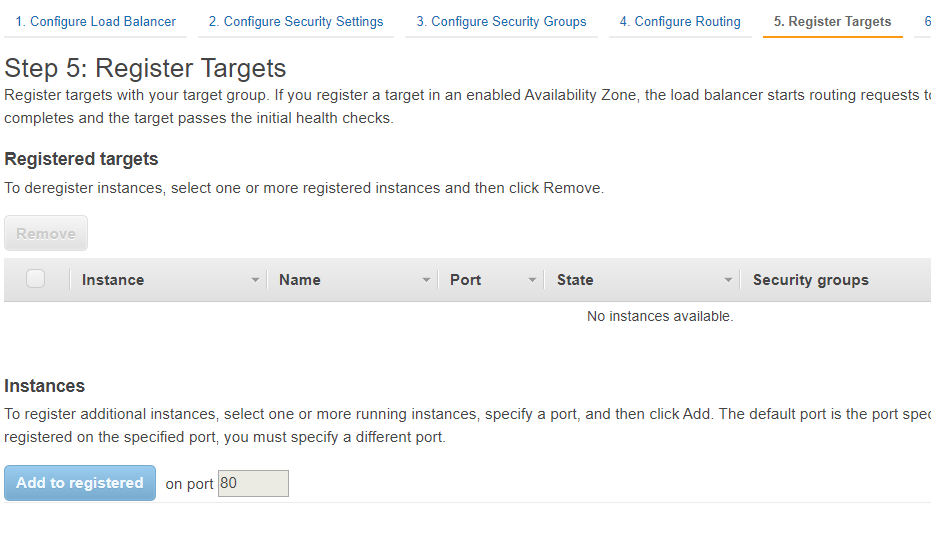 1. Configure Load Balancer 2. Configure Security Settings 3. Configure Security Groups 4. Configure Routing 5. Register Targets 6
Step 5: Register Targets
Register targets with your target group. If you register a target in an enabled Availability Zone, the load balancer starts routing requests to
completes and the target passes the initial health checks.
Registered targets
To deregister instances, select one or more registered instances and then click Remove.
Remove
Instance Name Port State Security groups
No instances available.
Instances
To register additional instances, select one or more running instances, specify a port, and then click Add. The default port is the port spec
registered on the specified port, you must specify a different port.
Add to registered on port 80